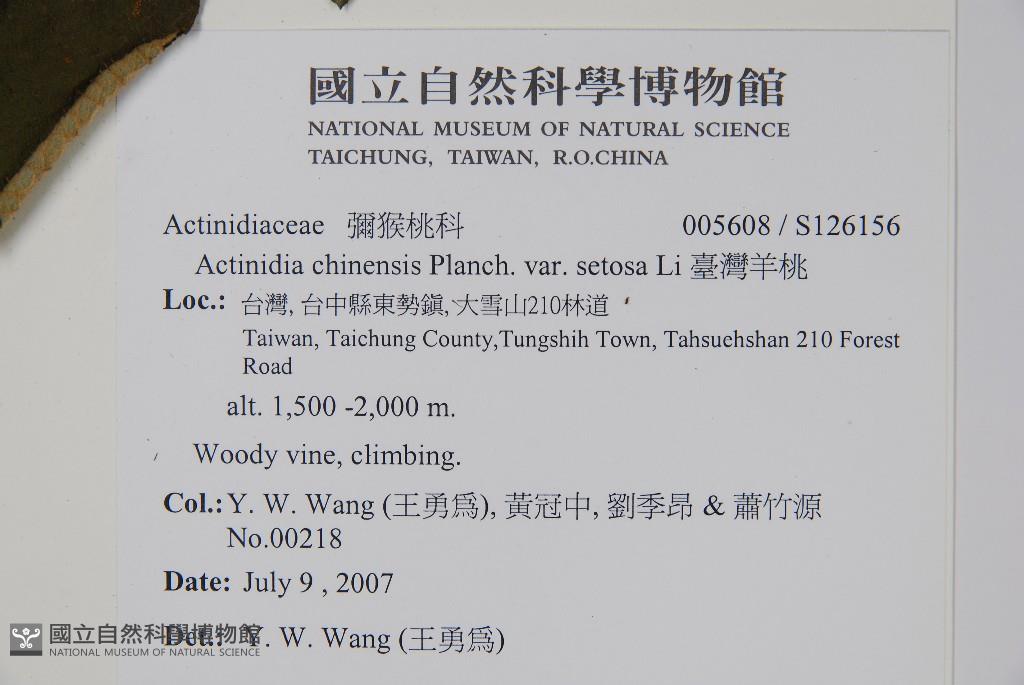 國立自然科學博物館
NATIONAL MUSEUM OF NATURAL SCIENCE
TAICHUNG, TAIWAN, R.O.CHINA
Actinidiaceae 彌猴桃科 005608 / S126156
Actinidia chinensis Planch. var. setosa Li 臺灣羊桃
Loc.: 台灣, 台中縣東勢鎭, 大雪山210林道
Taiwan, Taichung County,Tungshih Town, Tahsuehshan 210 Forest
Road
alt. 1,500 -2,000 m.
Woody vine, climbing.
Col.: Y. W. Wang (王勇爲), 黃冠中, 劉季昂 & 蕭竹源
No.00218
Date: July 9 , 2007
Det.: Y. W. Wang (王勇爲)
國立自然科學博物館
NATIONAL MUSEUM OF NATURAL SCIENCE